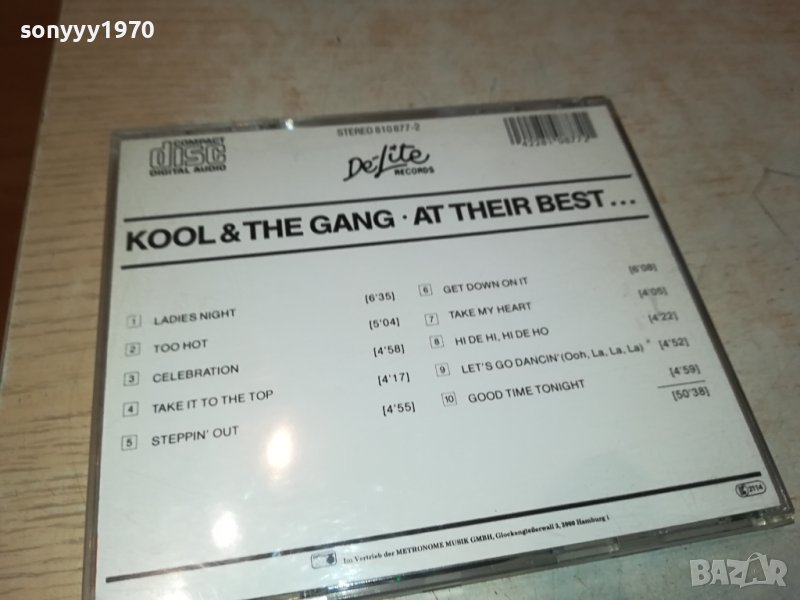 sonyyy1970
COMPACT
disc
DIGITAL AUDIO
STEREO 810 877-2
De-Lite
RECORDS
KOOL & THE GANG · AT THEIR BEST...
1 LADIES NIGHT [6'35]
2 TOO HOT [5'04]
3 CELEBRATION [4'58]
4 TAKE IT TO THE TOP [4'17]
5 STEPPIN' OUT [4'55]
6 GET DOWN ON IT [6'08]
7 TAKE MY HEART [4'05]
8 HI DE HI, HI DE HO [4'22]
9 LET'S GO DANCIN' (Ooh, La, La, La) * [4'52]
10 GOOD TIME TONIGHT [4'59]
[50'38]
Im Vertrieb der METRONOME MUSIK GMBH, Glockengießerwall 3, 2000 Hamburg 1
BAZAR